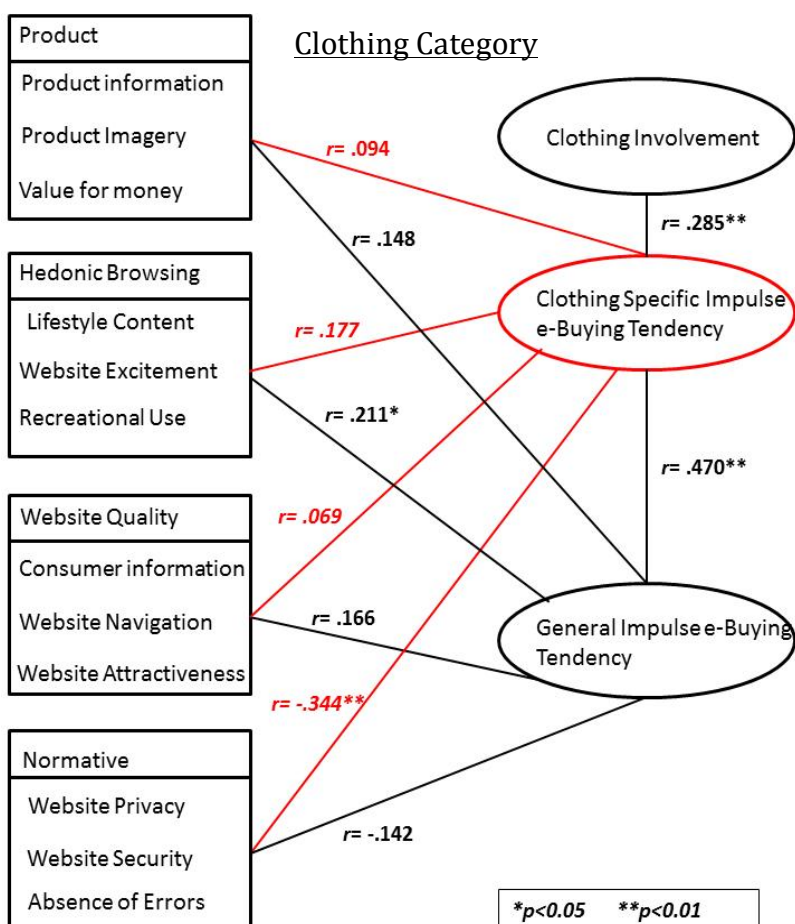 Clothing Category
Product
Product information
Product Imagery
Value for money
Hedonic Browsing
Lifestyle Content
Website Excitement
Recreational Use
Website Quality
Consumer information
Website Navigation
Website Attractiveness
Normative
Website Privacy
Website Security
Absence of Errors
r= .094
r= .148
r= .177
r= .211*
r= .069
r= .166
r= -.344**
r= -.142
Clothing Involvement
r= .285**
Clothing Specific Impulse
e-Buying Tendency
r= .470**
General Impulse e-Buying
Tendency
*p<0.05 **p<0.01